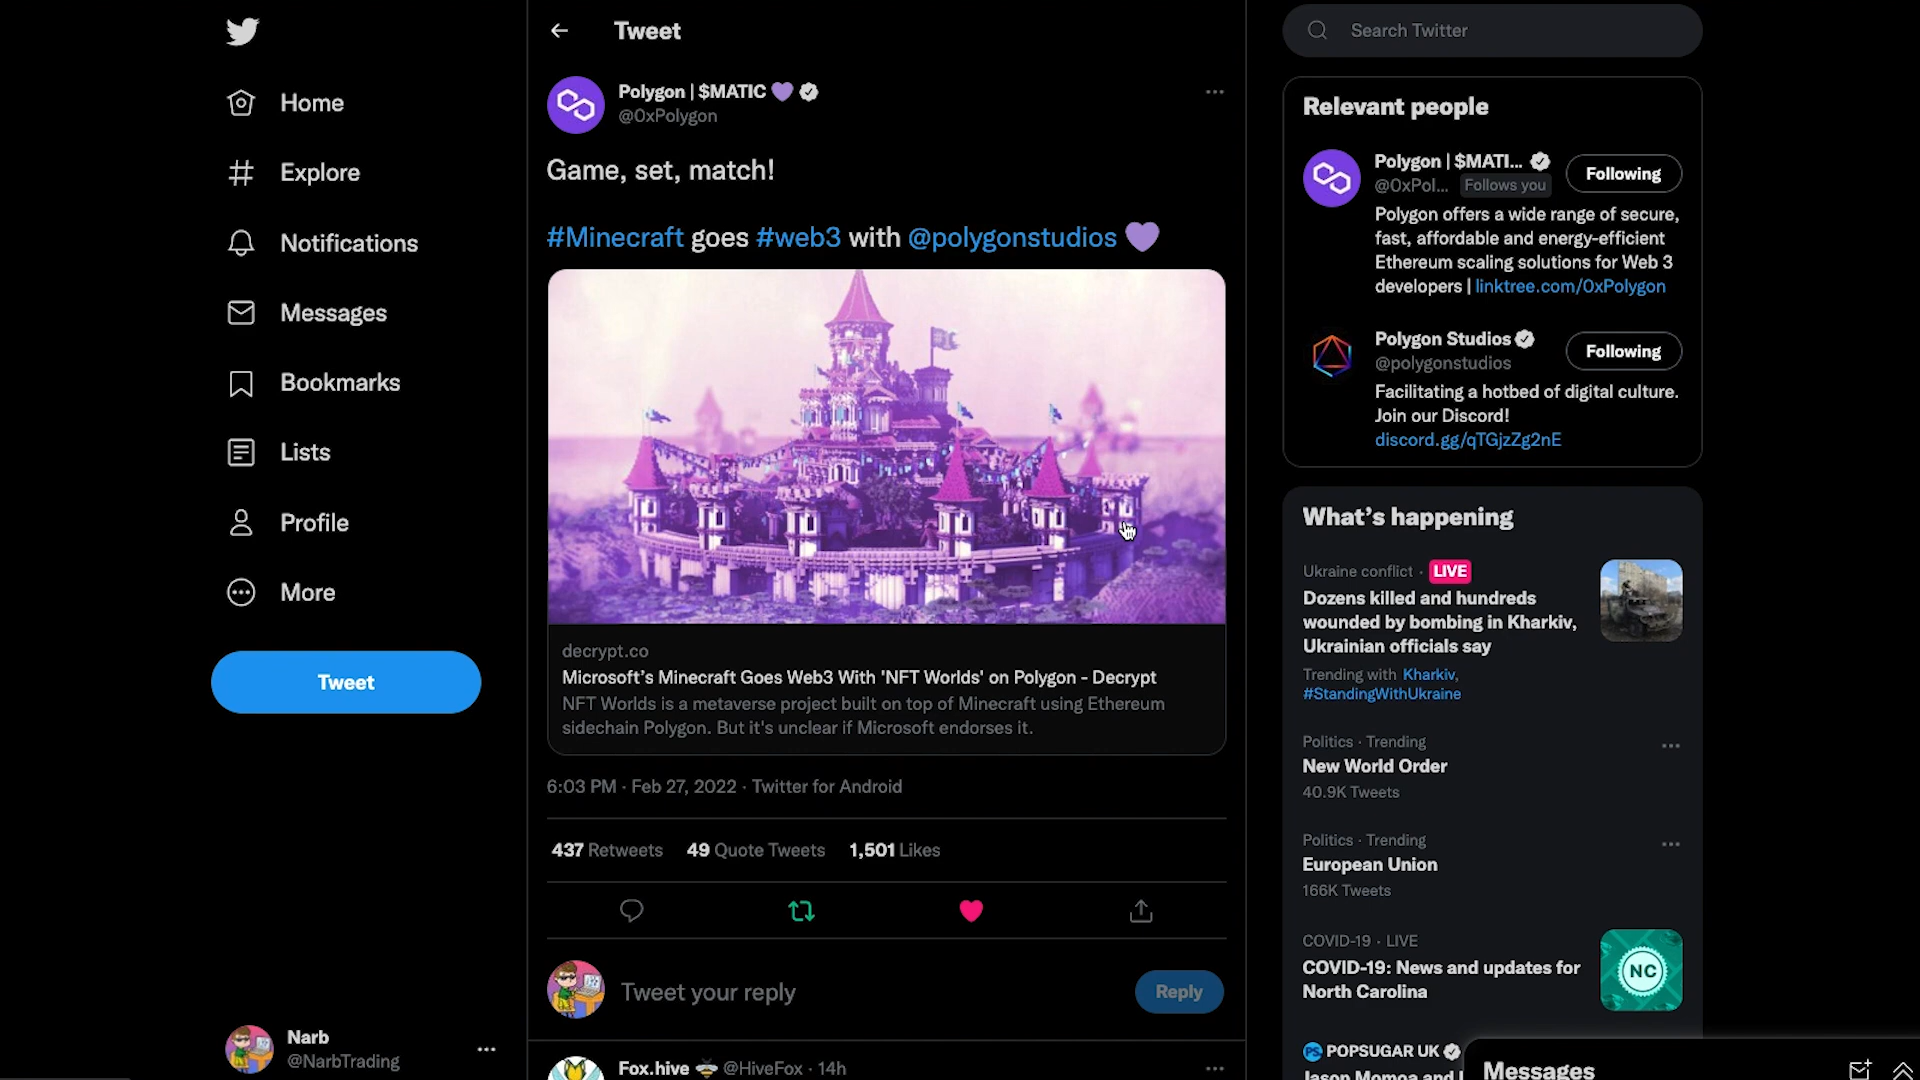 Home
Explore
Notifications
Messages
Bookmarks
Lists
Profile
More
Tweet
Narb
@NarbTrading
Tweet
Polygon | $MATIC 💜
@0xPolygon
Game, set, match!
#Minecraft goes #web3 with @polygonstudios 💜
decrypt.co
Microsoft's Minecraft Goes Web3 With 'NFT Worlds' on Polygon - Decrypt
NFT Worlds is a metaverse project built on top of Minecraft using Ethereum
sidechain Polygon. But it's unclear if Microsoft endorses it.
6:03 PM · Feb 27, 2022 · Twitter for Android
437 Retweets 49 Quote Tweets 1,501 Likes
Tweet your reply
Reply
Fox.hive 🐝 @HiveFox · 14h
Search Twitter
Relevant people
Polygon | $MATI...
@0xPol... Follows you
Following
Polygon offers a wide range of secure,
fast, affordable and energy-efficient
Ethereum scaling solutions for Web 3
developers | linktree.com/0xPolygon
Polygon Studios
@polygonstudios
Following
Facilitating a hotbed of digital culture.
Join our Discord!
discord.gg/qTGjzZg2nE
What's happening
Ukraine conflict · LIVE
Dozens killed and hundreds
wounded by bombing in Kharkiv,
Ukrainian officials say
Trending with Kharkiv,
#StandingWithUkraine
Politics · Trending
New World Order
40.9K Tweets
Politics · Trending
European Union
166K Tweets
COVID-19 · LIVE
COVID-19: News and updates for
North Carolina
NC
POPSUGAR UK
Jason Momoa and
Messages